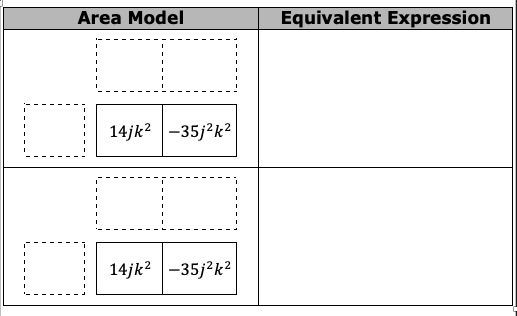 Area Model Equivalent Expression
14jk² −35j²k²
14jk² −35j²k²